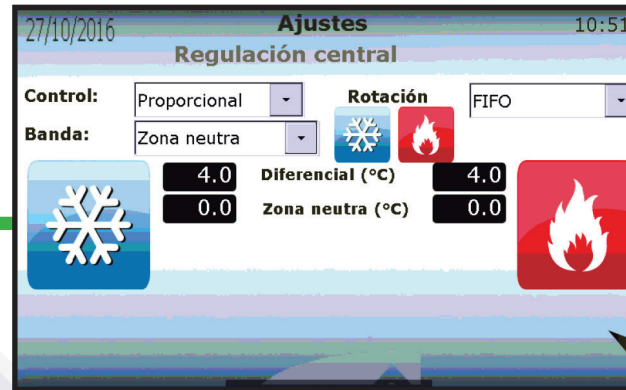 27/10/2016 Ajustes 10:51
Regulación central
Control: Proporcional Rotación FIFO
Banda: Zona neutra
4.0 Diferencial (°C) 4.0
0.0 Zona neutra (°C) 0.0